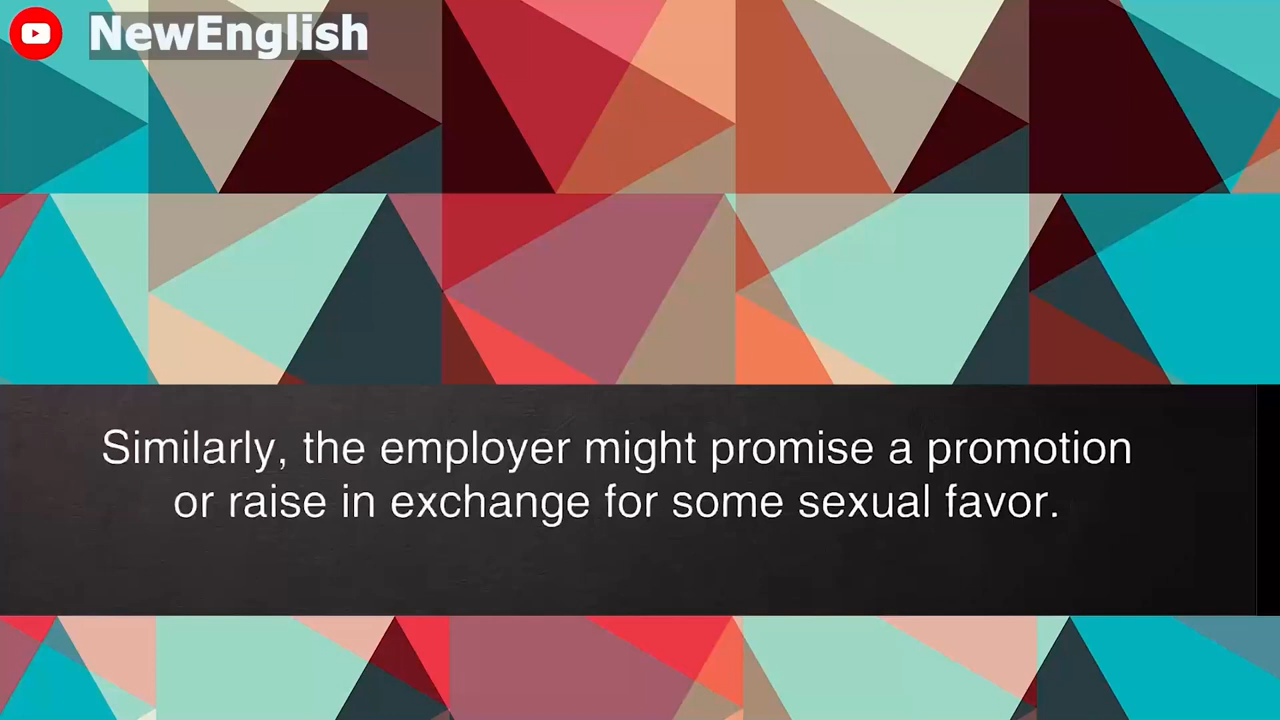 NewEnglish
Similarly, the employer might promise a promotion
or raise in exchange for some sexual favor.